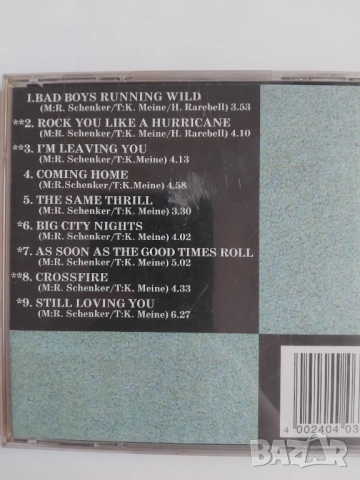 1.BAD BOYS RUNNING WILD
(M:R. Schenker/T:K. Meine/H. Rarebell) 3.53
**2. ROCK YOU LIKE A HURRICANE
(M:R. Schenker/T:K. Meine/H. Rarebell) 4.10
**3. I'M LEAVING YOU
(M:R. Schenker/T:K.Meine) 4.13
4. COMING HOME
(M:R.Schenker/T:K.Meine) 4.58
5. THE SAME THRILL
(M:R. Schenker/T:K. Meine) 3.30
*6. BIG CITY NIGHTS
(M:R. Schenker/T:K. Meine) 4.02
*7. AS SOON AS THE GOOD TIMES ROLL
(M:R. Schenker/T:K. Meine) 5.02
**8. CROSSFIRE
(M:R. Schenker/T:K. Meine) 4.33
*9. STILL LOVING YOU
(M:R. Schenker/T:K. Meine) 6.27
4 002404 03
BAZAR